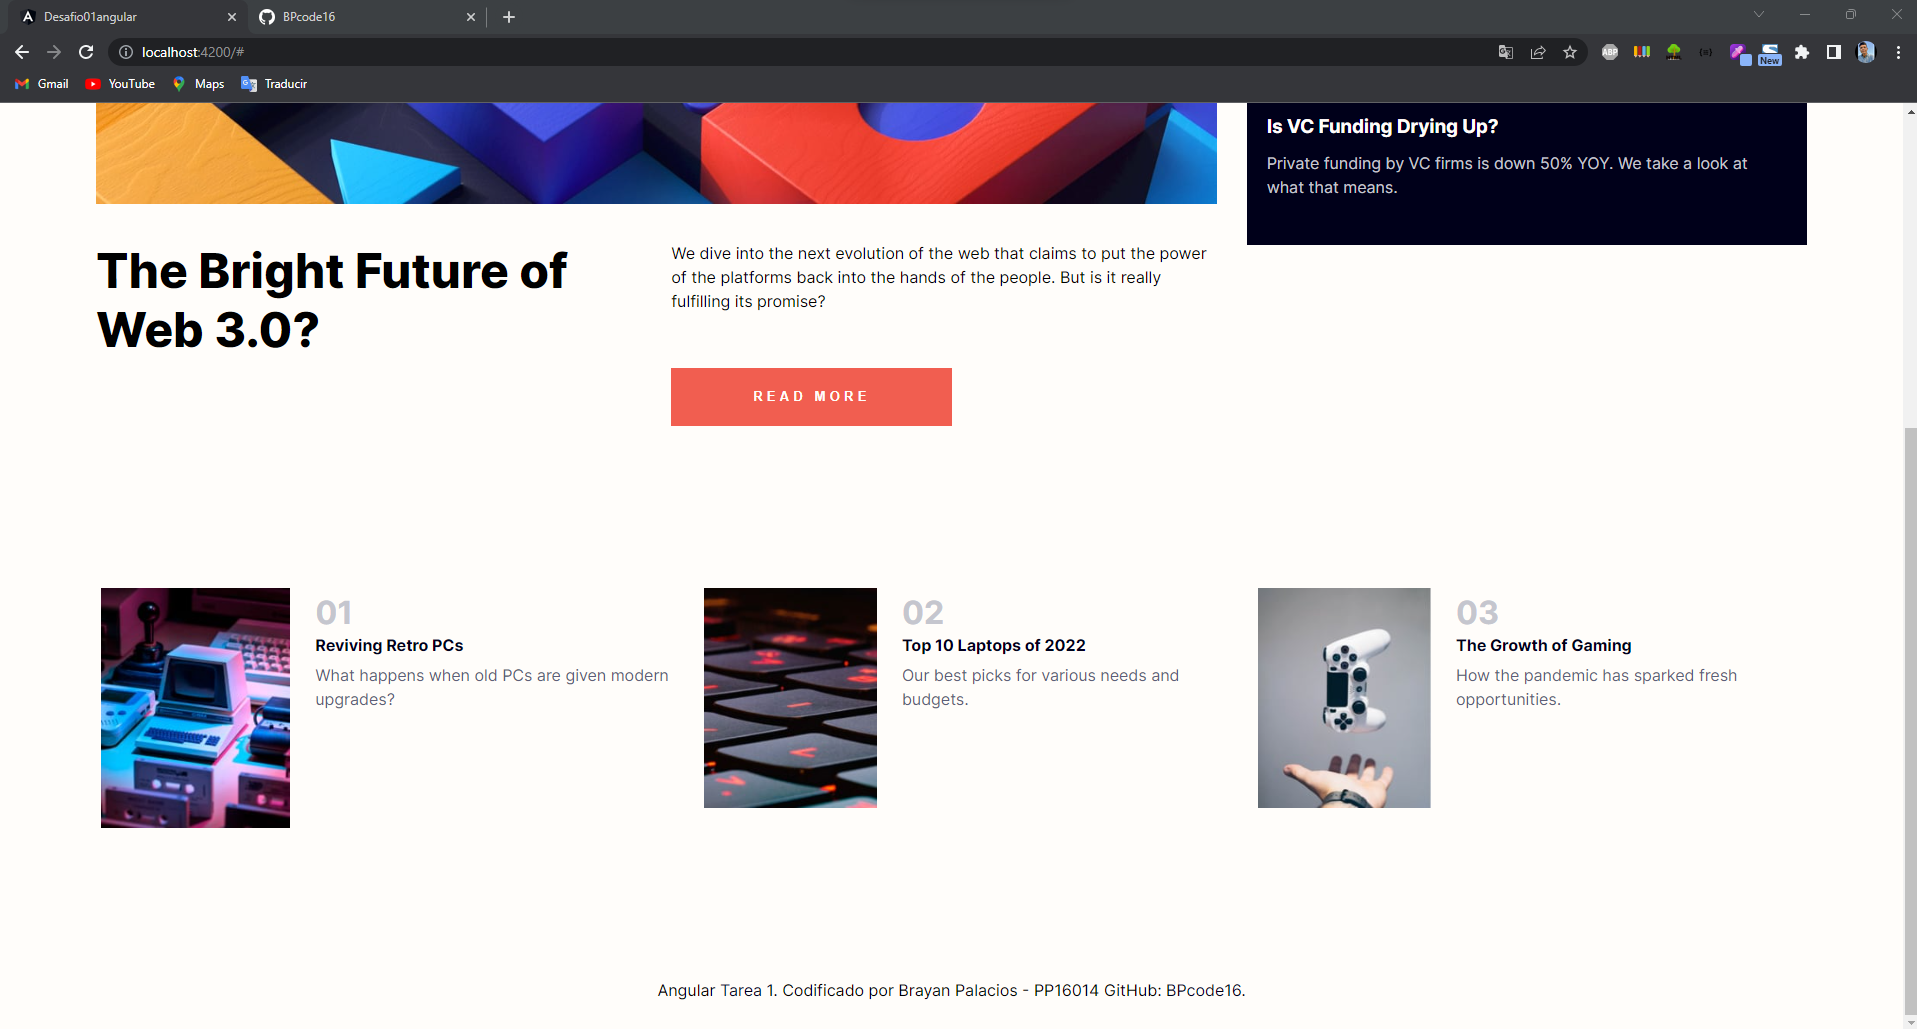 Desafio01angular
BPcode16
localhost:4200/#
ABP
New
Gmail
YouTube
Maps
Traducir
Is VC Funding Drying Up?
Private funding by VC firms is down 50% YOY. We take a look at
what that means.
The Bright Future of
Web 3.0?
We dive into the next evolution of the web that claims to put the power
of the platforms back into the hands of the people. But is it really
fulfilling its promise?
READ MORE
01
Reviving Retro PCs
What happens when old PCs are given modern
upgrades?
02
Top 10 Laptops of 2022
Our best picks for various needs and
budgets.
03
The Growth of Gaming
How the pandemic has sparked fresh
opportunities.
Angular Tarea 1. Codificado por Brayan Palacios - PP16014 GitHub: BPcode16.